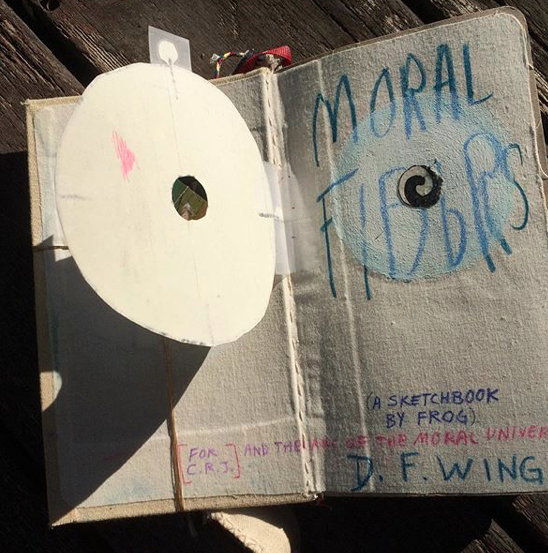 MORAL
FIBERS
(A SKETCHBOOK
BY FROG)
[FOR
C.R.J.]
AND THE ARC OF THE MORAL UNIVER
D. F. WING